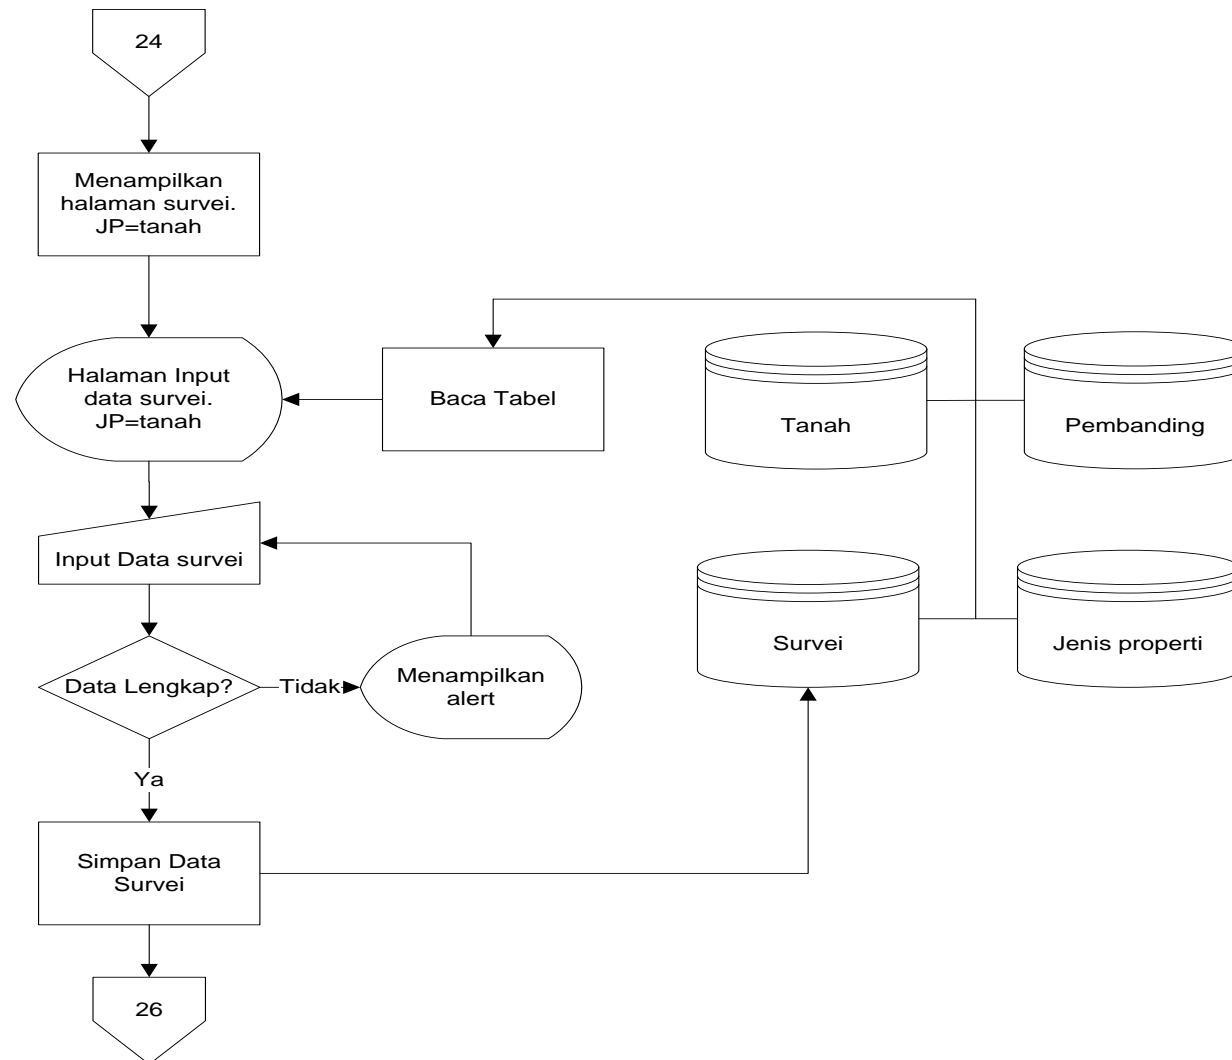 24
Menampilkan
halaman survei.
JP=tanah
Halaman Input
data survei.
JP=tanah
Baca Tabel
Tanah
Pembanding
Input Data survei
Survei
Jenis properti
Data Lengkap?
Tidak
Menampilkan
alert
Ya
Simpan Data
Survei
26